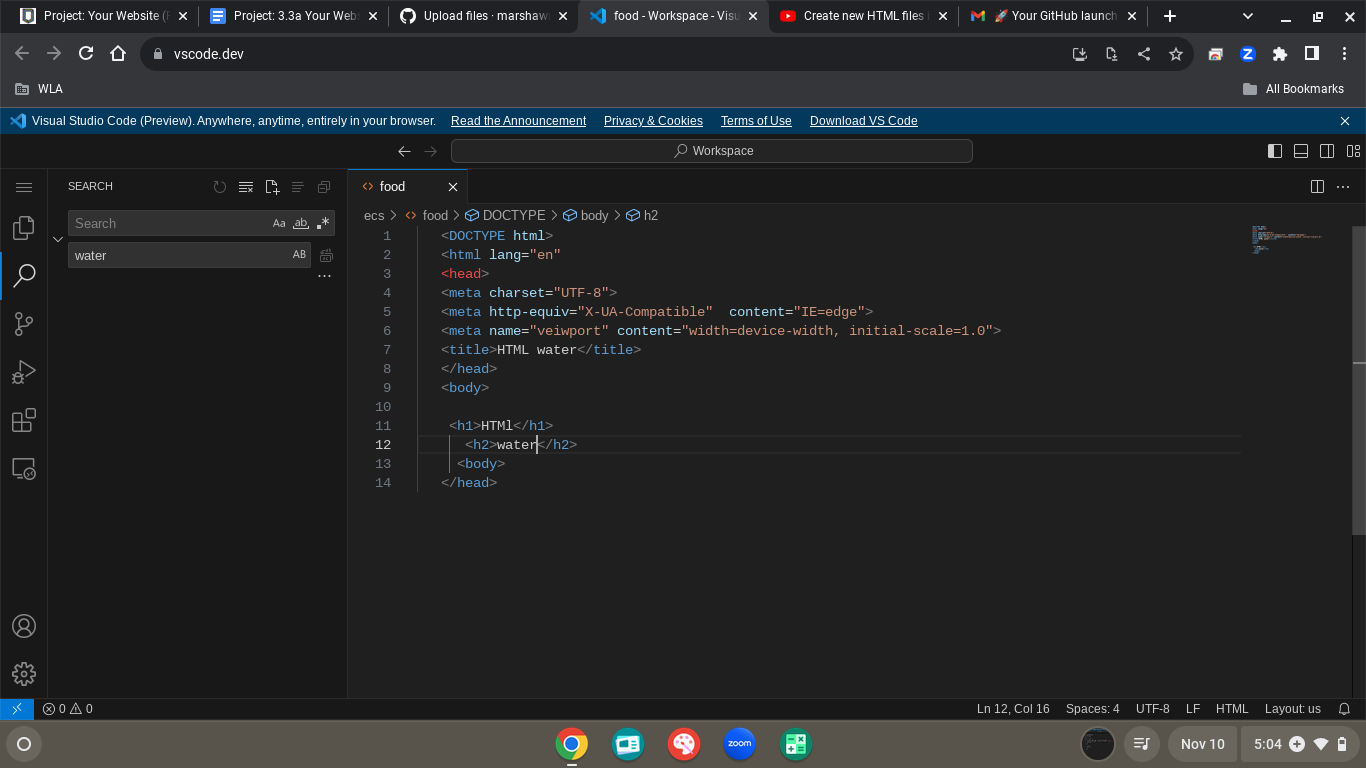 Project: Your Website (P
Project: 3.3a Your Webs
Upload files · marshawn
food - Workspace - Visu
Create new HTML files i
🚀 Your GitHub launch
vscode.dev
WLA
All Bookmarks
Visual Studio Code (Preview). Anywhere, anytime, entirely in your browser. Read the Announcement Privacy & Cookies Terms of Use Download VS Code
Workspace
SEARCH
Search
Aa ab .*
water
AB
...
food
ecs > food > DOCTYPE > body > h2
1 <DOCTYPE html>
2 <html lang="en"
3 <head>
4 <meta charset="UTF-8">
5 <meta http-equiv="X-UA-Compatible"  content="IE=edge">
6 <meta name="veiwport" content="width=device-width, initial-scale=1.0">
7 <title>HTML water</title>
8 </head>
9 <body>
10
11 <h1>HTMl</h1>
12 <h2>water</h2>
13 <body>
14 </head>
0 0
Ln 12, Col 16 Spaces: 4 UTF-8 LF HTML Layout: us
zoom
Nov 10
5:04